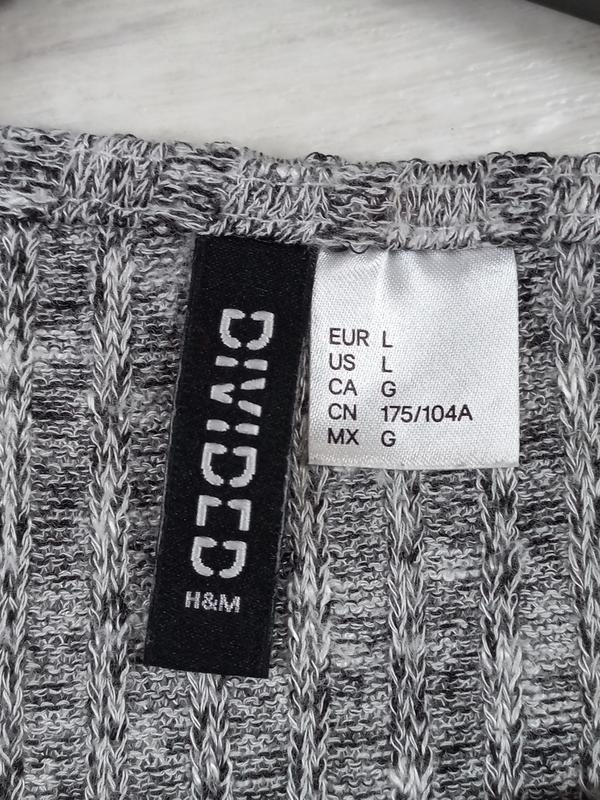 DIVIDED
H&M
EUR L
US L
CA G
CN 175/104A
MX G